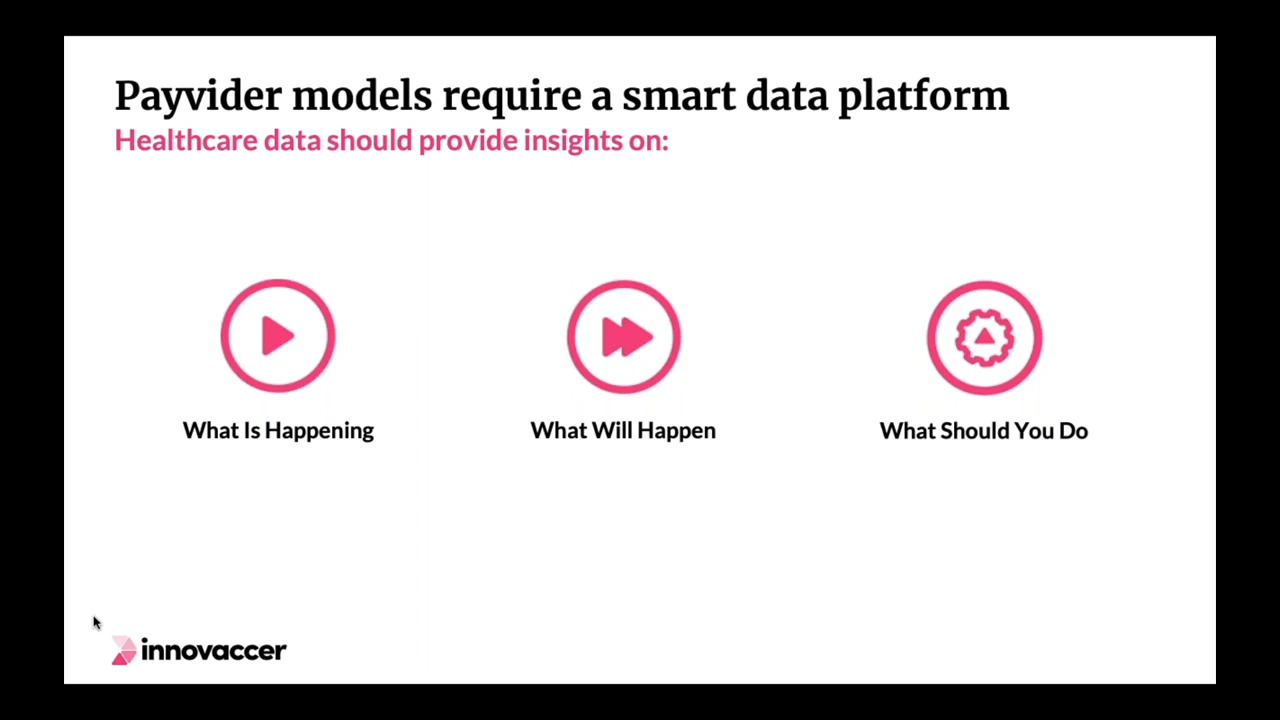 Payvider models require a smart data platform
Healthcare data should provide insights on:
What Is Happening
What Will Happen
What Should You Do
innovaccer